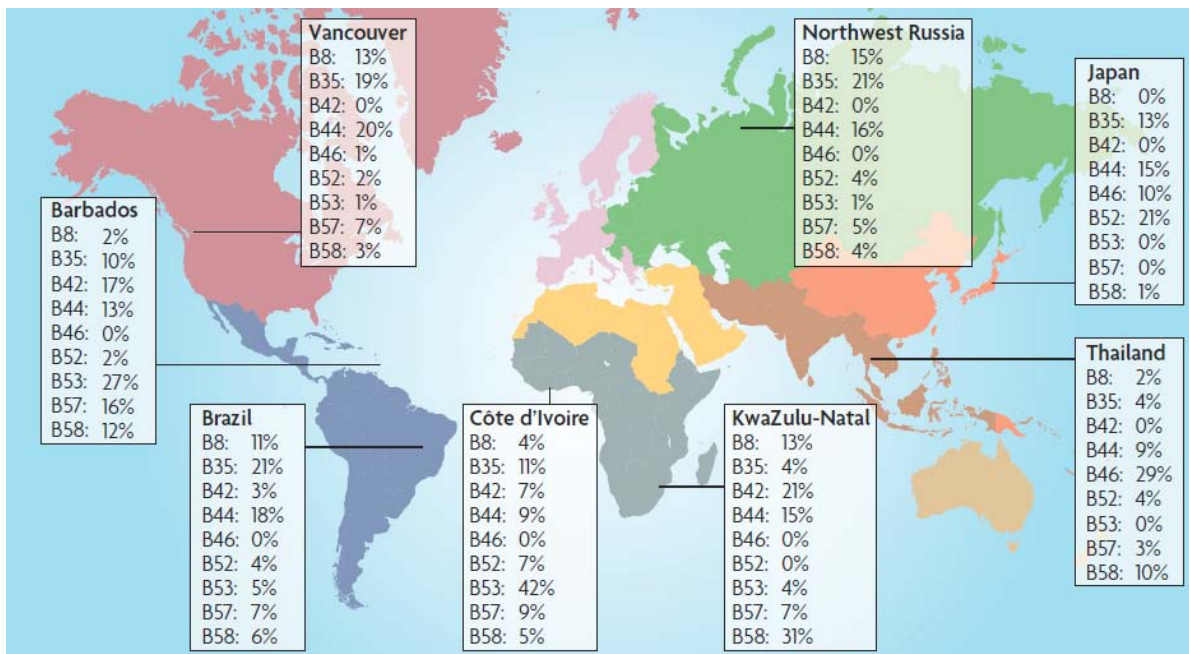 Vancouver
B8: 13%
B35: 19%
B42: 0%
B44: 20%
B46: 1%
B52: 2%
B53: 1%
B57: 7%
B58: 3%
Northwest Russia
B8: 15%
B35: 21%
B42: 0%
B44: 16%
B46: 0%
B52: 4%
B53: 1%
B57: 5%
B58: 4%
Japan
B8: 0%
B35: 13%
B42: 0%
B44: 15%
B46: 10%
B52: 21%
B53: 0%
B57: 0%
B58: 1%
Barbados
B8: 2%
B35: 10%
B42: 17%
B44: 13%
B46: 0%
B52: 2%
B53: 27%
B57: 16%
B58: 12%
Thailand
B8: 2%
B35: 4%
B42: 0%
B44: 9%
B46: 29%
B52: 4%
B53: 0%
B57: 3%
B58: 10%
Brazil
B8: 11%
B35: 21%
B42: 3%
B44: 18%
B46: 0%
B52: 4%
B53: 5%
B57: 7%
B58: 6%
Côte d'Ivoire
B8: 4%
B35: 11%
B42: 7%
B44: 9%
B46: 0%
B52: 7%
B53: 42%
B57: 9%
B58: 5%
KwaZulu-Natal
B8: 13%
B35: 4%
B42: 21%
B44: 15%
B46: 0%
B52: 0%
B53: 4%
B57: 7%
B58: 31%